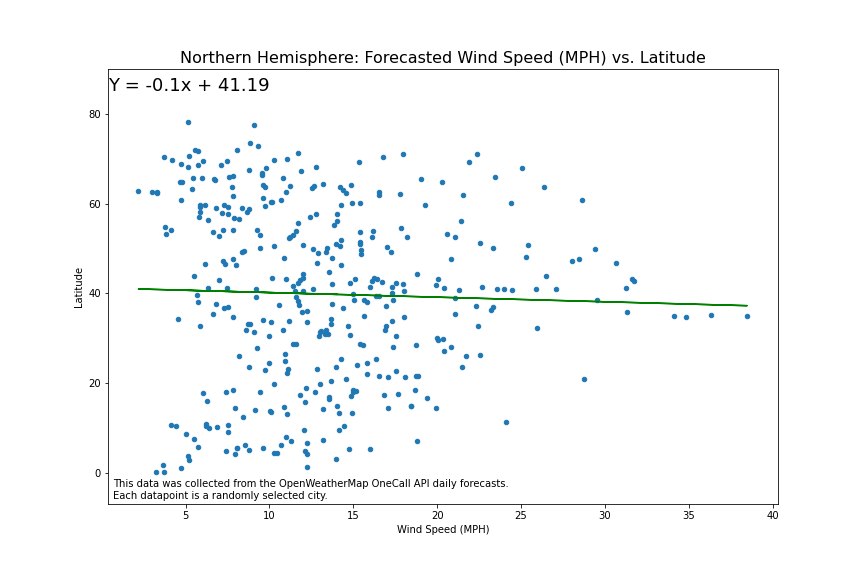 Northern Hemisphere: Forecasted Wind Speed (MPH) vs. Latitude
Y = -0.1x + 41.19
80
60
Latitude
40
20
0
This data was collected from the OpenWeatherMap OneCall API daily forecasts.
Each datapoint is a randomly selected city.
5 10 15 20 25 30 35 40
Wind Speed (MPH)